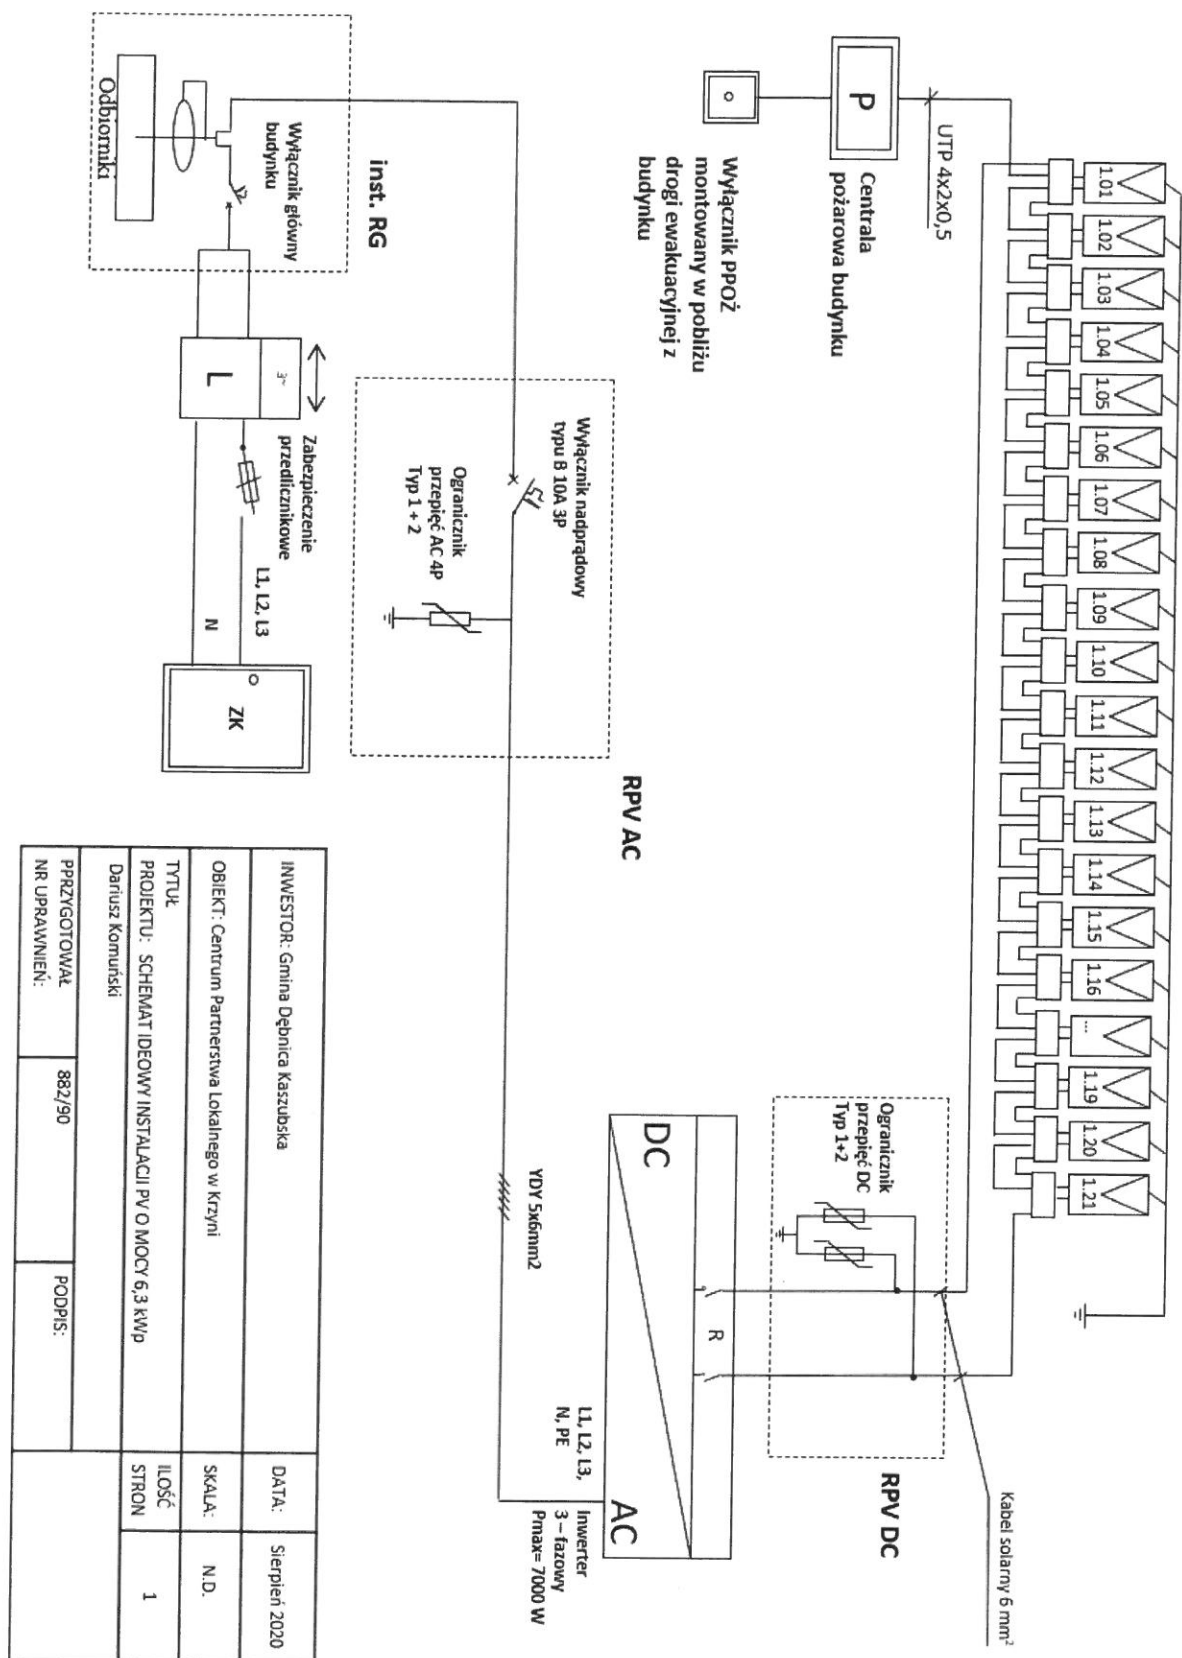 1.01
1.02
1.03
1.04
1.05
1.06
1.07
1.08
1.09
1.10
1.11
1.12
1.13
1.14
1.15
1.16
...
1.19
1.20
1.21
UTP 4x2x0,5
P
Centrala
pożarowa budynku
Wyłącznik PPOŻ
montowany w pobliżu
drogi ewakuacyjnej z
budynku
Kabel solarny 6 mm²
RPV DC
Ogranicznik
przepięć DC
Typ 1+2
R
DC
AC
Inwerter
3 – fazowy
Pmax= 7000 W
L1, L2, L3,
N, PE
YDY 5x6mm2
RPV AC
Wyłącznik nadprądowy
typu B 10A 3P
Ogranicznik
przepięć AC 4P
Typ 1 + 2
inst. RG
Wyłącznik główny
budynku
Odbiorniki
3~
L
Zabezpieczenie
przedlicznikowe
L1, L2, L3
N
ZK
INWESTOR: Gmina Dębnica Kaszubska
DATA:
Sierpień 2020
OBIEKT: Centrum Partnerstwa Lokalnego w Krzyni
SKALA:
N.D.
TYTUŁ
PROJEKTU: SCHEMAT IDEOWY INSTALACJI PV O MOCY 6,3 kWp
ILOŚĆ
STRON
1
Dariusz Komuński
PPRZYGOTOWAŁ
NR UPRAWNIEŃ:
882/90
PODPIS: